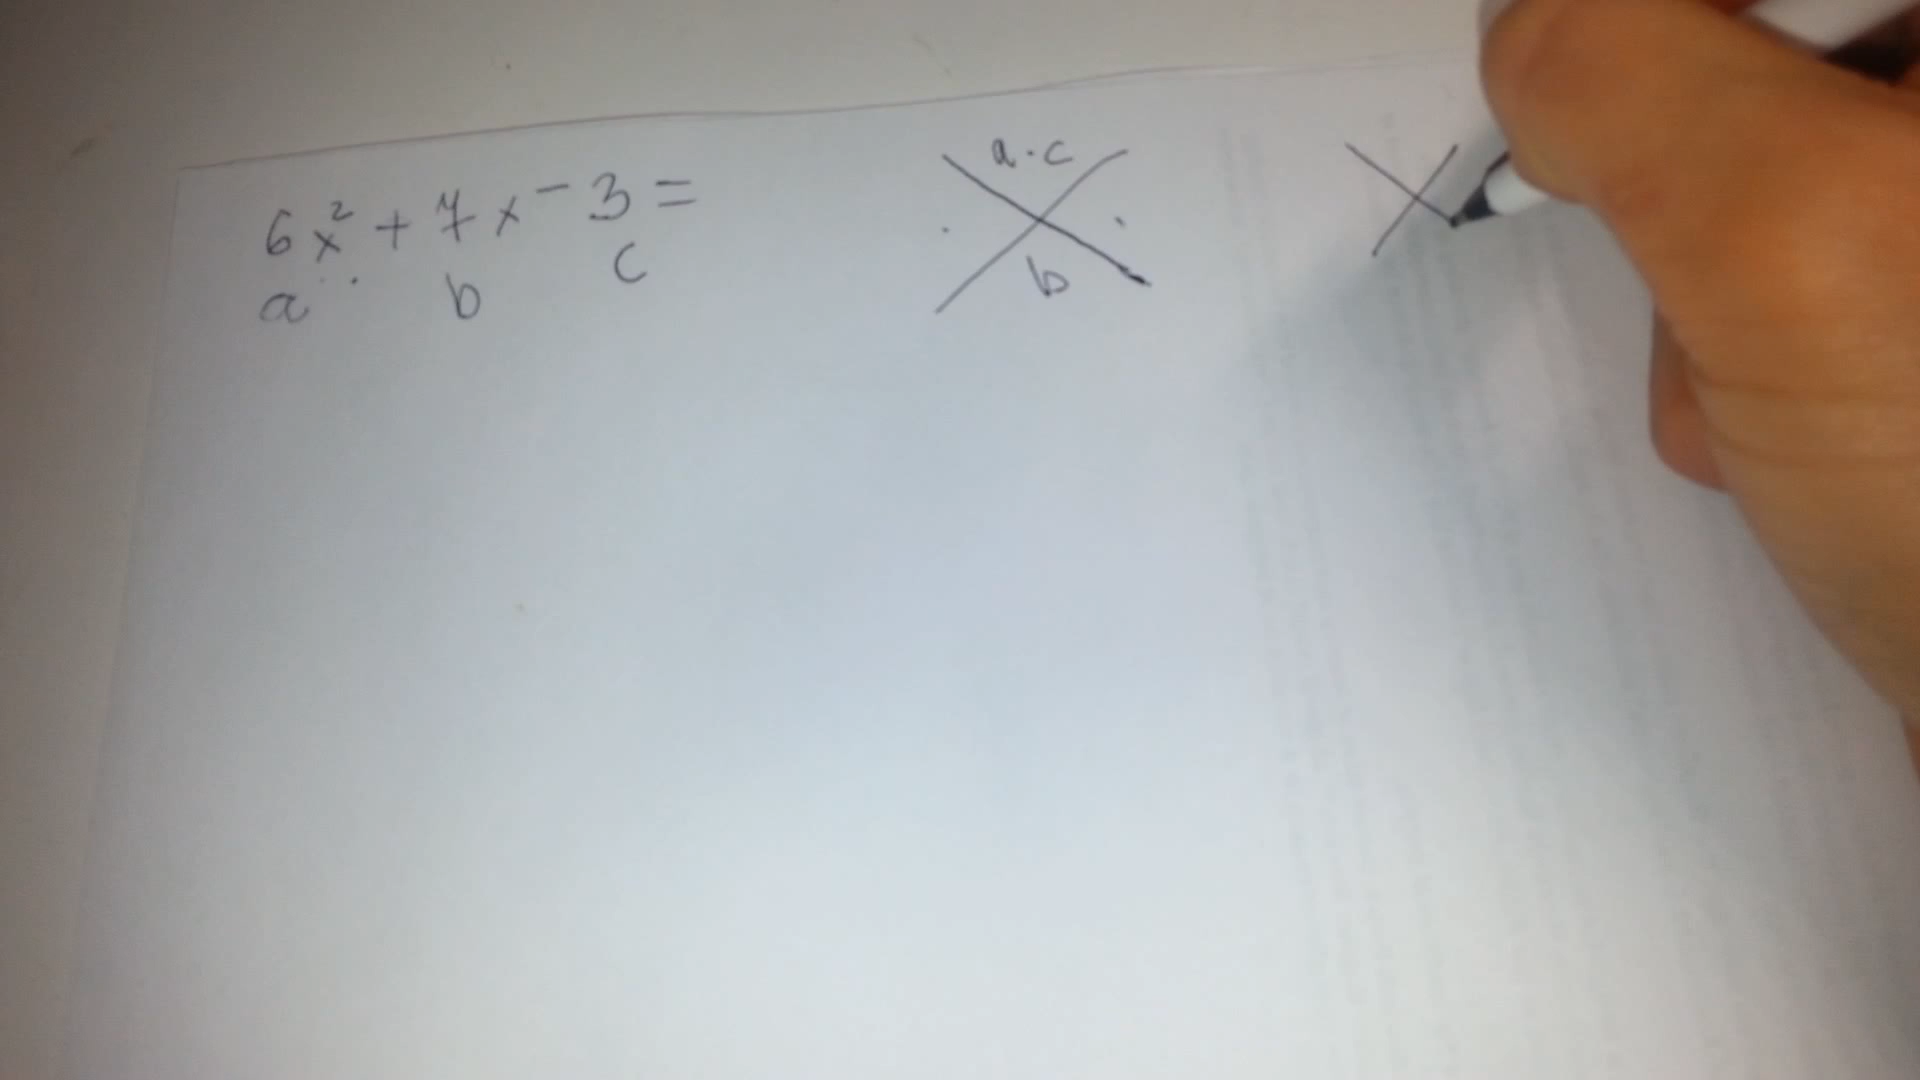 6x² + 7x - 3 =
a b c
a·c
b